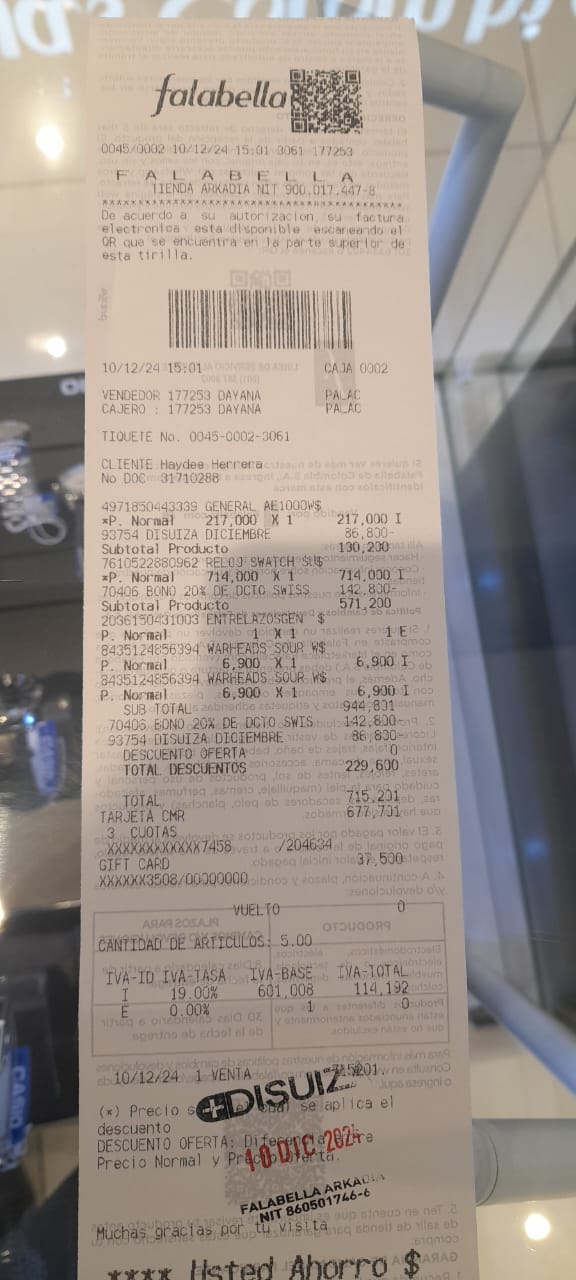 falabella
0045/0002 10/12/24 15:01 3061 177253
F A L A B E L L A
TIENDA ARKADIA NIT 900.017.447-8
De acuerdo a su autorizacion, su factura
electronica esta disponible escaneando el
QR que se encuentra en la parte superior de
esta tirilla.
10/12/24 15:01 CAJA 0002
VENDEDOR 177253 DAYANA PALAC
CAJERO : 177253 DAYANA PALAC
TIQUETE No. 0045-0002-3061
CLIENTE Haydee Herrera
No DOC 31710288
4971850443339 GENERAL AE1000W$
*P. Normal 217,000 X 1 217,000 I
93754 DISUIZA DICIEMBRE 86,800-
Subtotal Producto 130,200
7610522880962 RELOJ SWATCH SU$
*P. Normal 714,000 X 1 714,000 I
70406 BONO 20% DE DCTO SWISS 142,800-
Subtotal Producto 571,200
2036150431003 ENTRELAZOSGEN $
P. Normal 1 X 1 1 E
8435124856394 WARHEADS SOUR W$
P. Normal 6,900 X 1 6,900 I
8435124856394 WARHEADS SOUR W$
P. Normal 6,900 X 1 6,900 I
SUB TOTAL 944,801
70406 BONO 20% DE DCTO SWIS 142,800-
93754 DISUIZA DICIEMBRE 86,800-
DESCUENTO OFERTA 0
TOTAL DESCUENTOS 229,600
TOTAL 715,201
TARJETA CMR 677,701
3 CUOTAS
XXXXXXXXXXXX7458 /204634
GIFT CARD 37,500
XXXXXX3508/00000000
VUELTO 0
CANTIDAD DE ARTICULOS: 5.00
IVA-ID IVA-TASA IVA-BASE IVA-TOTAL
I 19.00% 601,008 114,192
E 0.00% 1 0
10/12/24 1 VENTA
DISUIZ
(*) Precio se aplica el
descuento
DESCUENTO OFERTA:
Precio Normal y
10 DIC 2024
FALABELLA ARKADIA
NIT 860501746-6
Muchas gracias por tu visita
**** Usted Ahorro $